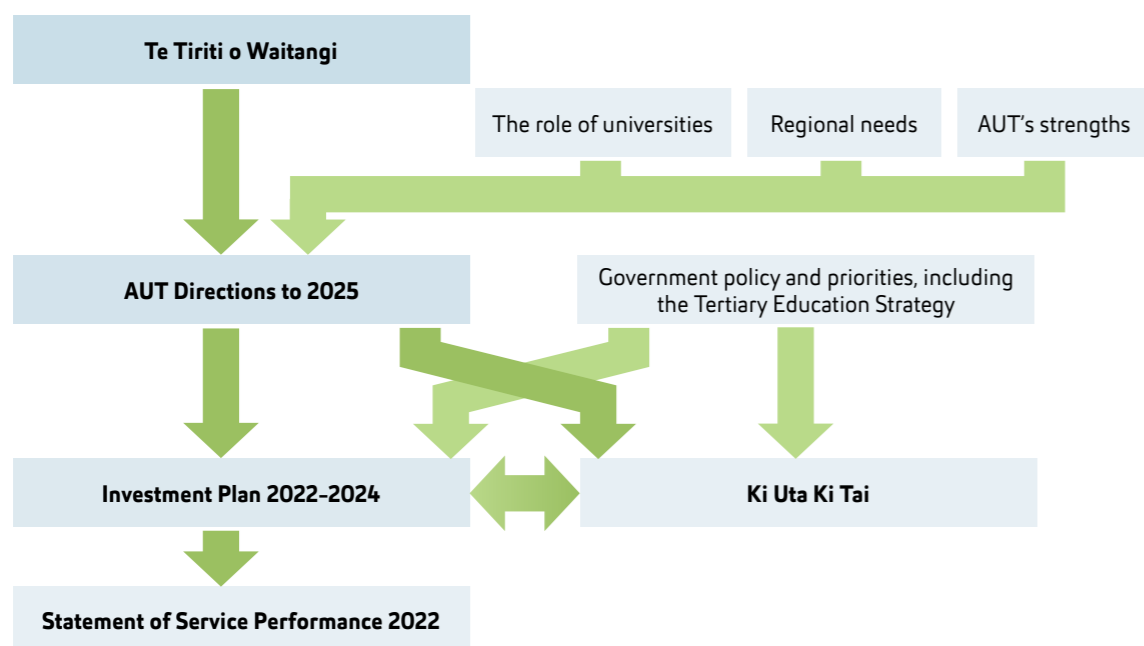 Te Tiriti o Waitangi
The role of universities
Regional needs
AUT’s strengths
AUT Directions to 2025
Government policy and priorities, including
the Tertiary Education Strategy
Investment Plan 2022–2024
Ki Uta Ki Tai
Statement of Service Performance 2022